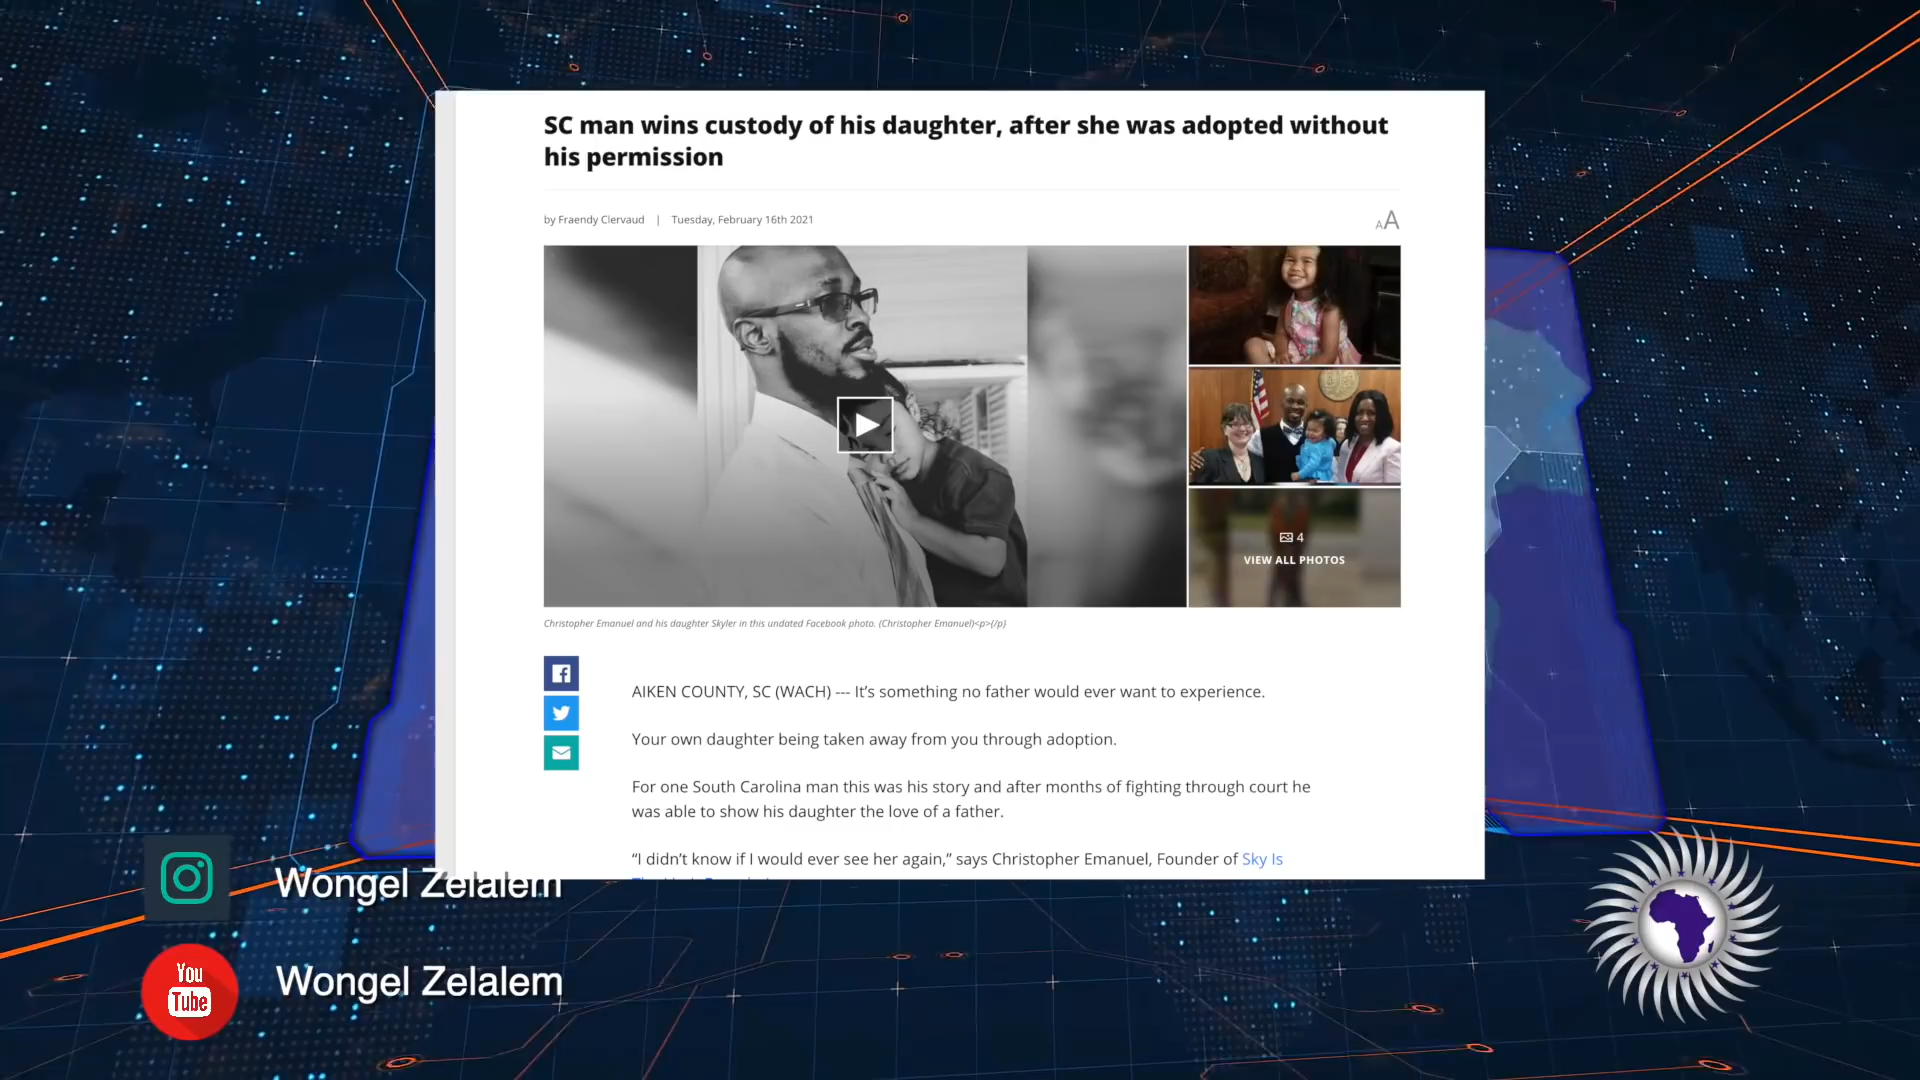 SC man wins custody of his daughter, after she was adopted without
his permission
by Fraendy Clervaud | Tuesday, February 16th 2021
AA
4
VIEW ALL PHOTOS
Christopher Emanuel and his daughter Skyler in this undated Facebook photo. (Christopher Emanuel)<p>{/p}
AIKEN COUNTY, SC (WACH) --- It's something no father would ever want to experience.
Your own daughter being taken away from you through adoption.
For one South Carolina man this was his story and after months of fighting through court he
was able to show his daughter the love of a father.
“I didn't know if I would ever see her again,” says Christopher Emanuel, Founder of Sky Is
Wongel Zelalem
You
Tube
Wongel Zelalem